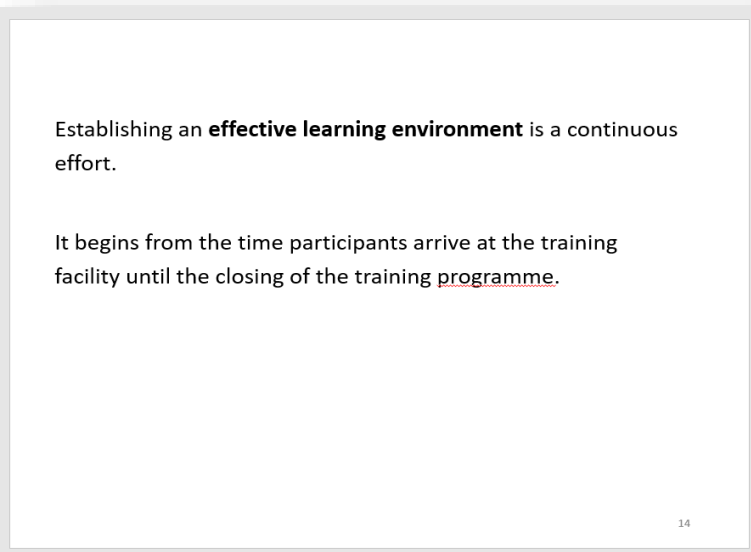 Establishing an effective learning environment is a continuous
effort.
It begins from the time participants arrive at the training
facility until the closing of the training programme.
14